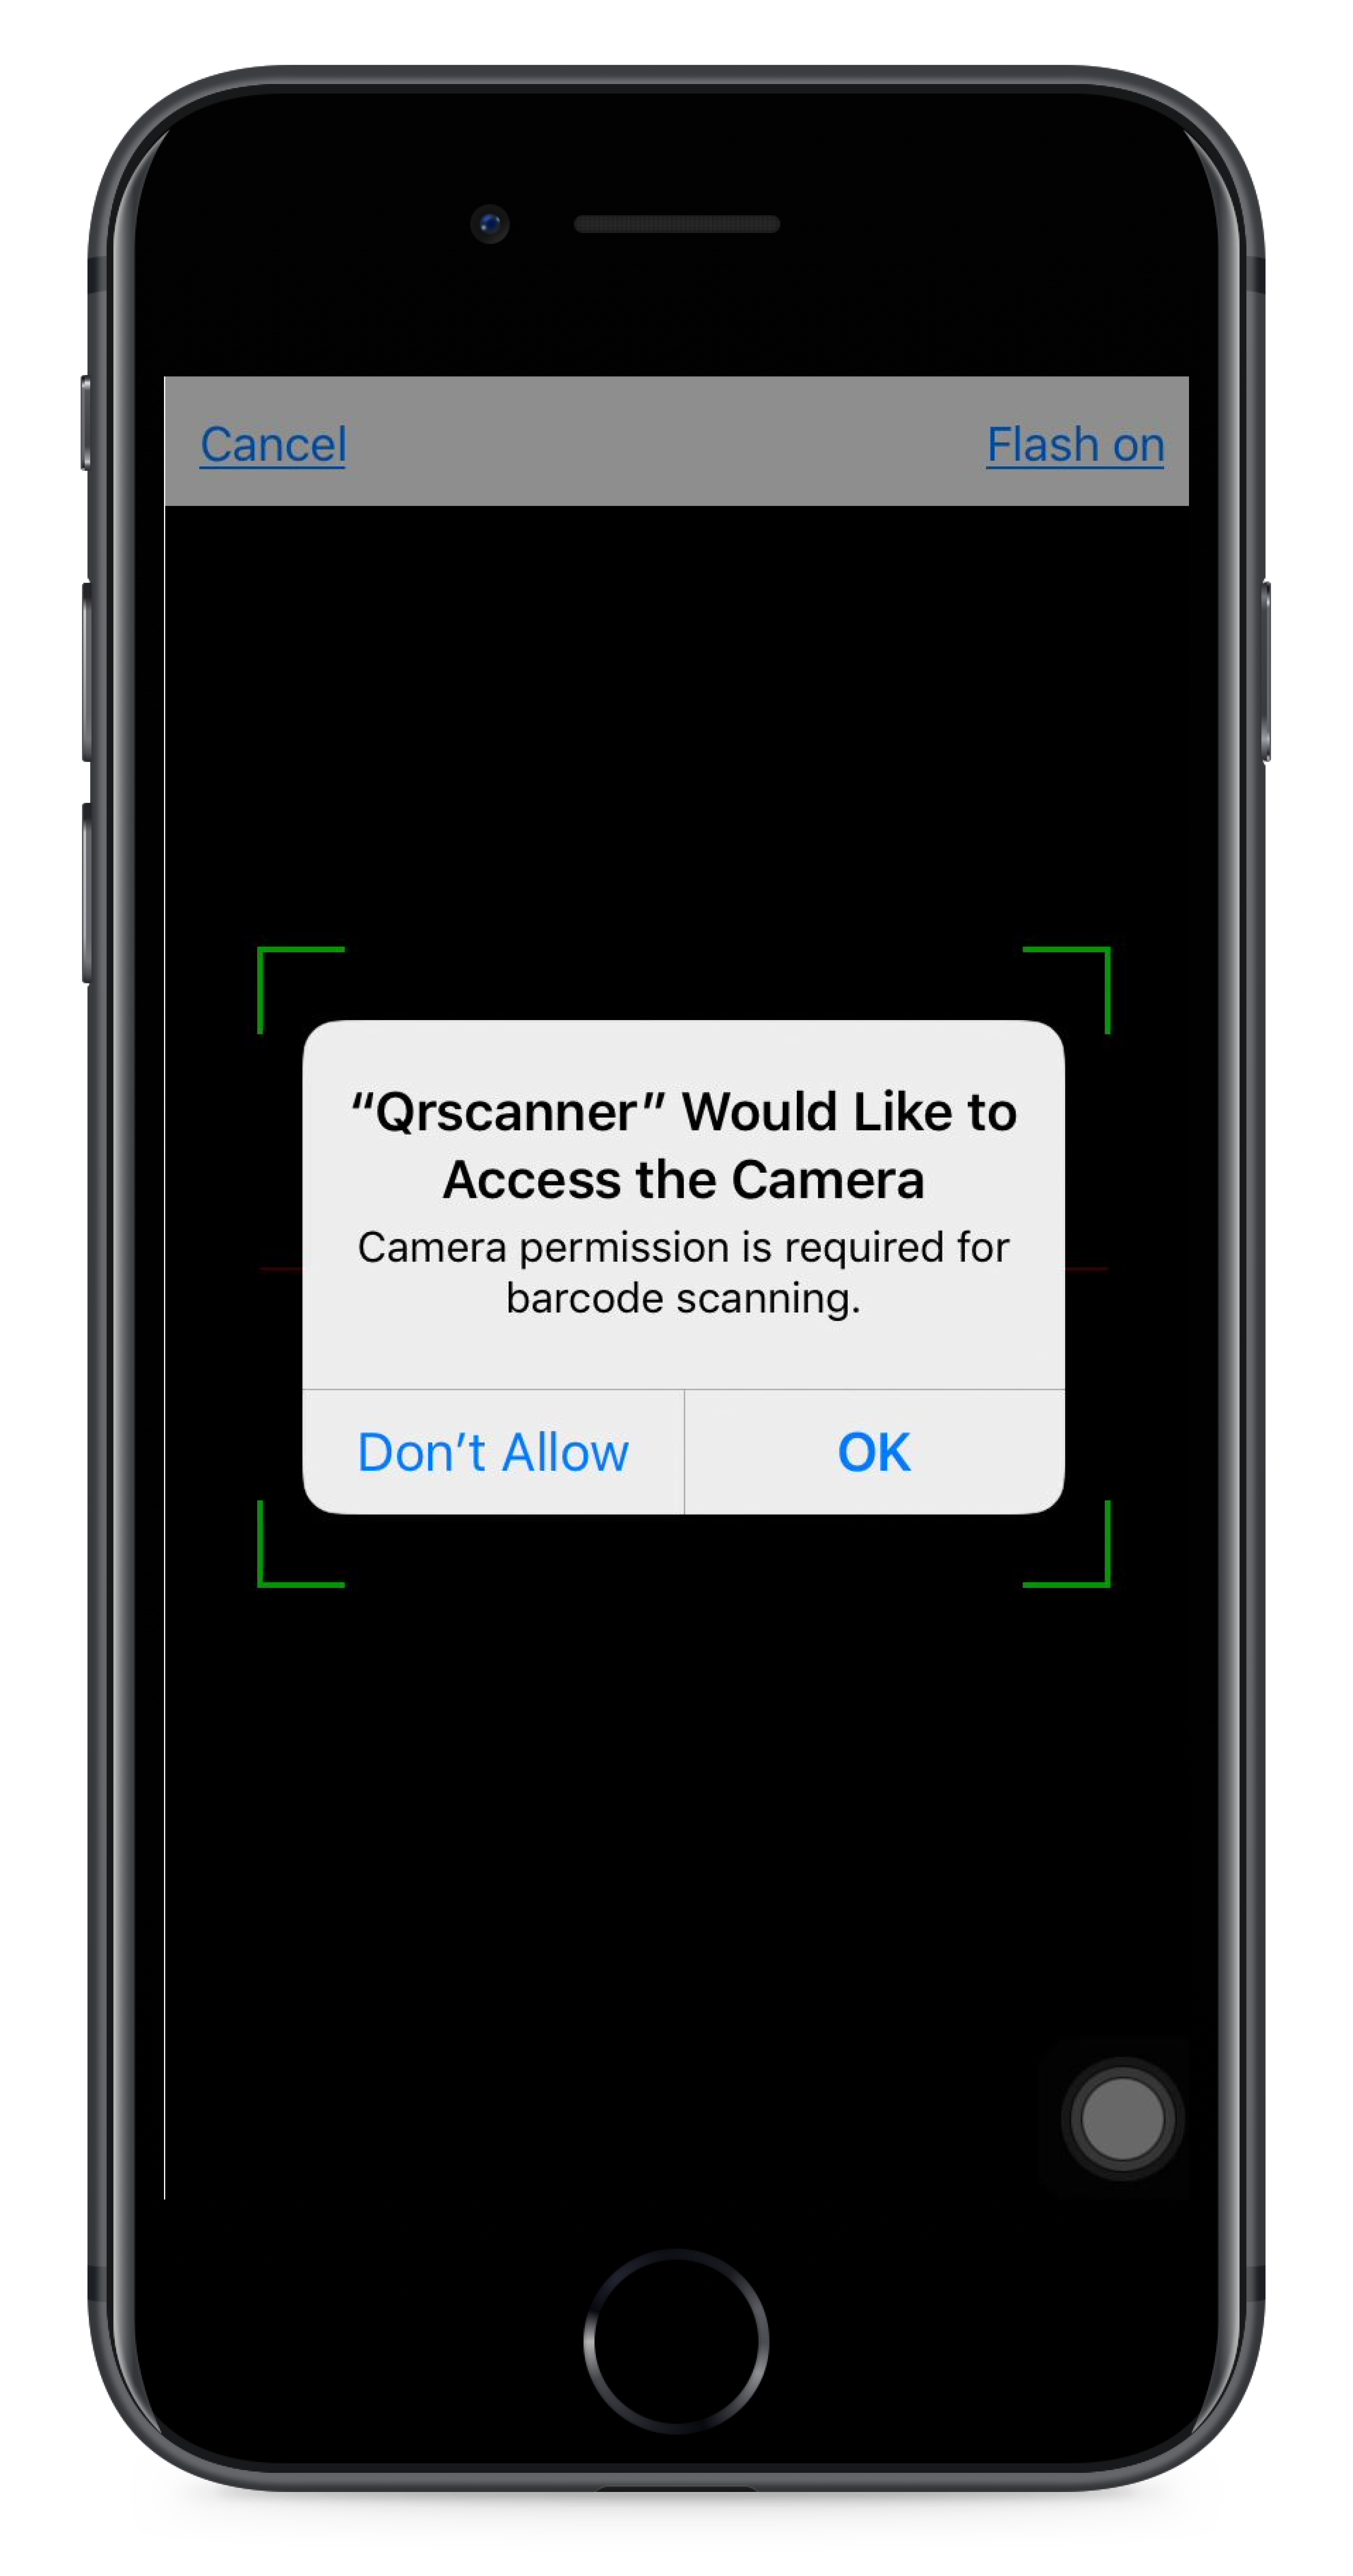 Cancel
Flash on
“Qrscanner” Would Like to
Access the Camera
Camera permission is required for
barcode scanning.
Don’t Allow
OK